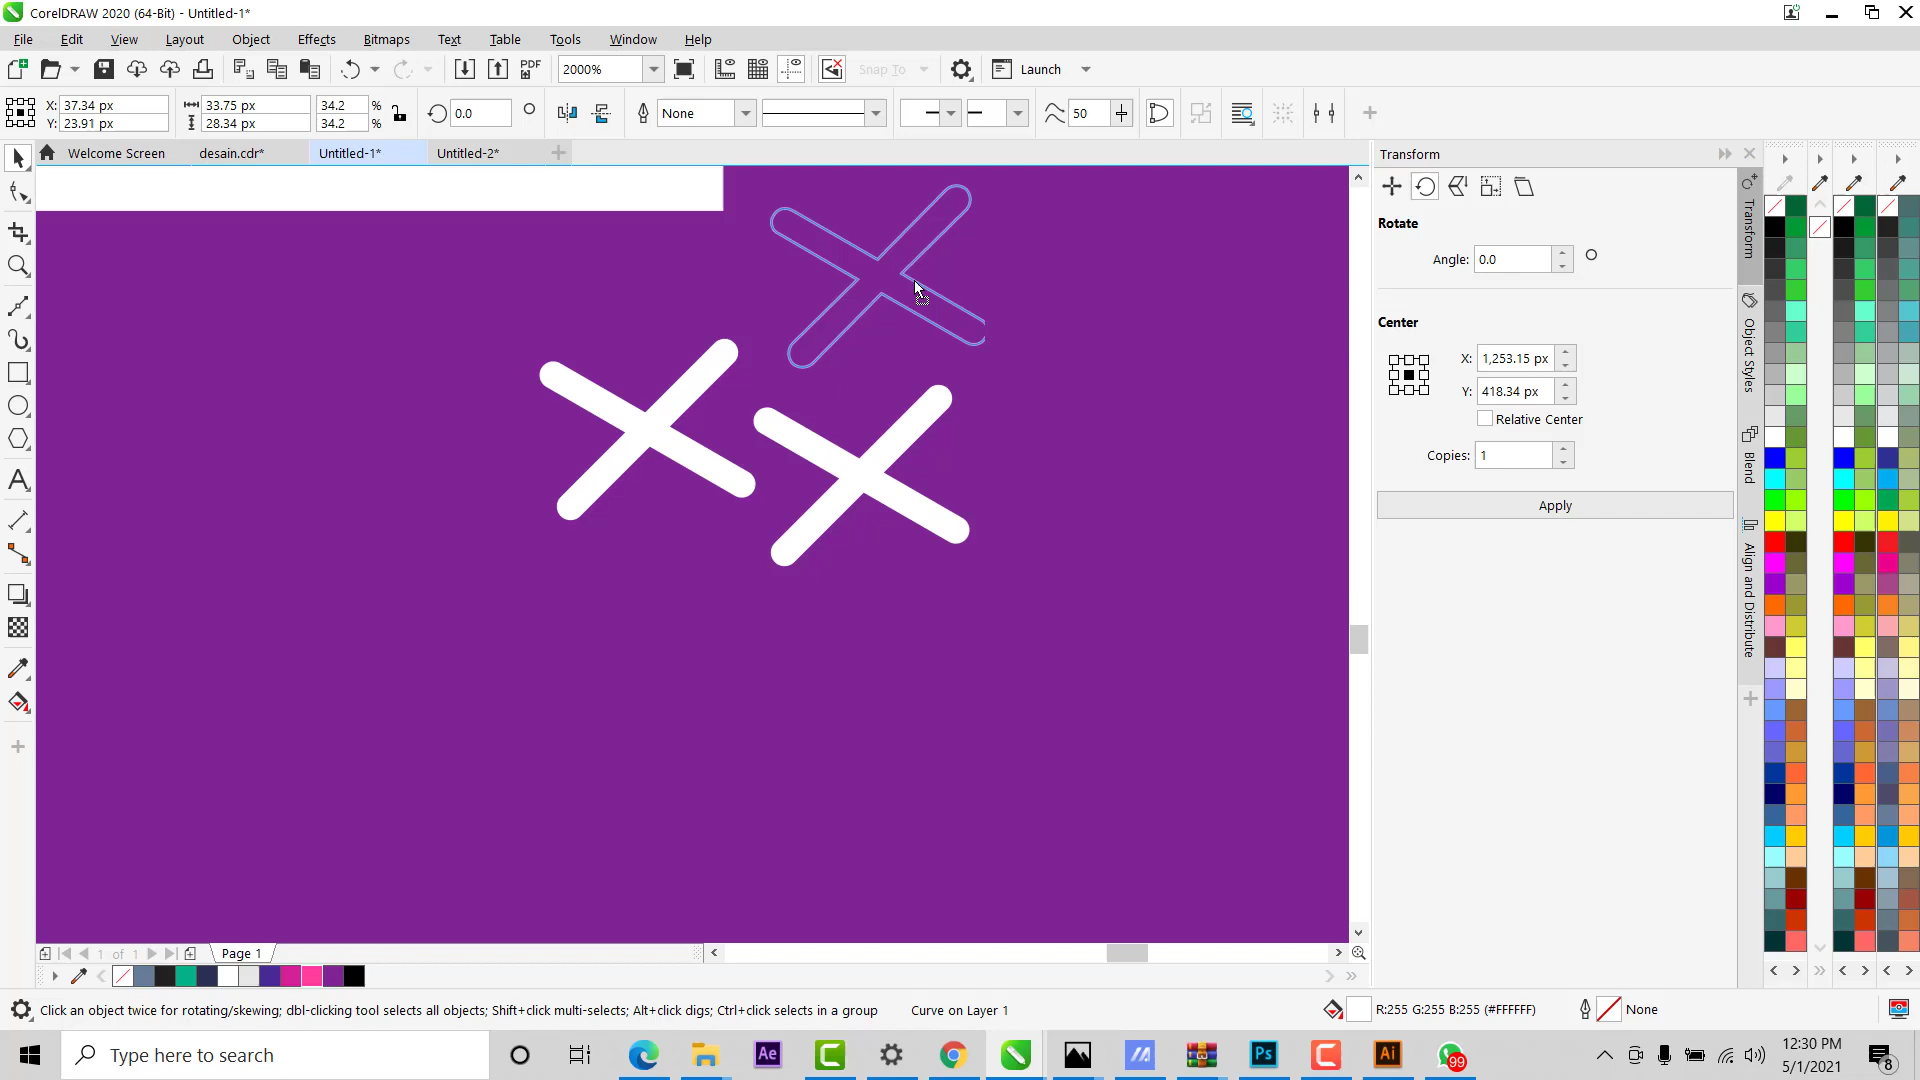 CorelDRAW 2020 (64-Bit) - Untitled-1*
File Edit View Layout Object Effects Bitmaps Text Table Tools Window Help
PDF 2000% Snap To Launch
X: 37.34 px 33.75 px 34.2 % 0.0 None 50
Y: 23.91 px 28.34 px 34.2 %
Welcome Screen desain.cdr* Untitled-1* Untitled-2*
Transform
Rotate
Angle: 0.0
Center
X: 1,253.15 px
Y: 418.34 px
Relative Center
Copies: 1
Apply
Transform
Object Styles
Blend
Align and Distribute
1 of 1 Page 1
Click an object twice for rotating/skewing; dbl-clicking tool selects all objects; Shift+click multi-selects; Alt+click digs; Ctrl+click selects in a group Curve on Layer 1 R:255 G:255 B:255 (#FFFFFF) None
Type here to search Ae Ps Ai 99 12:30 PM
5/1/2021 8